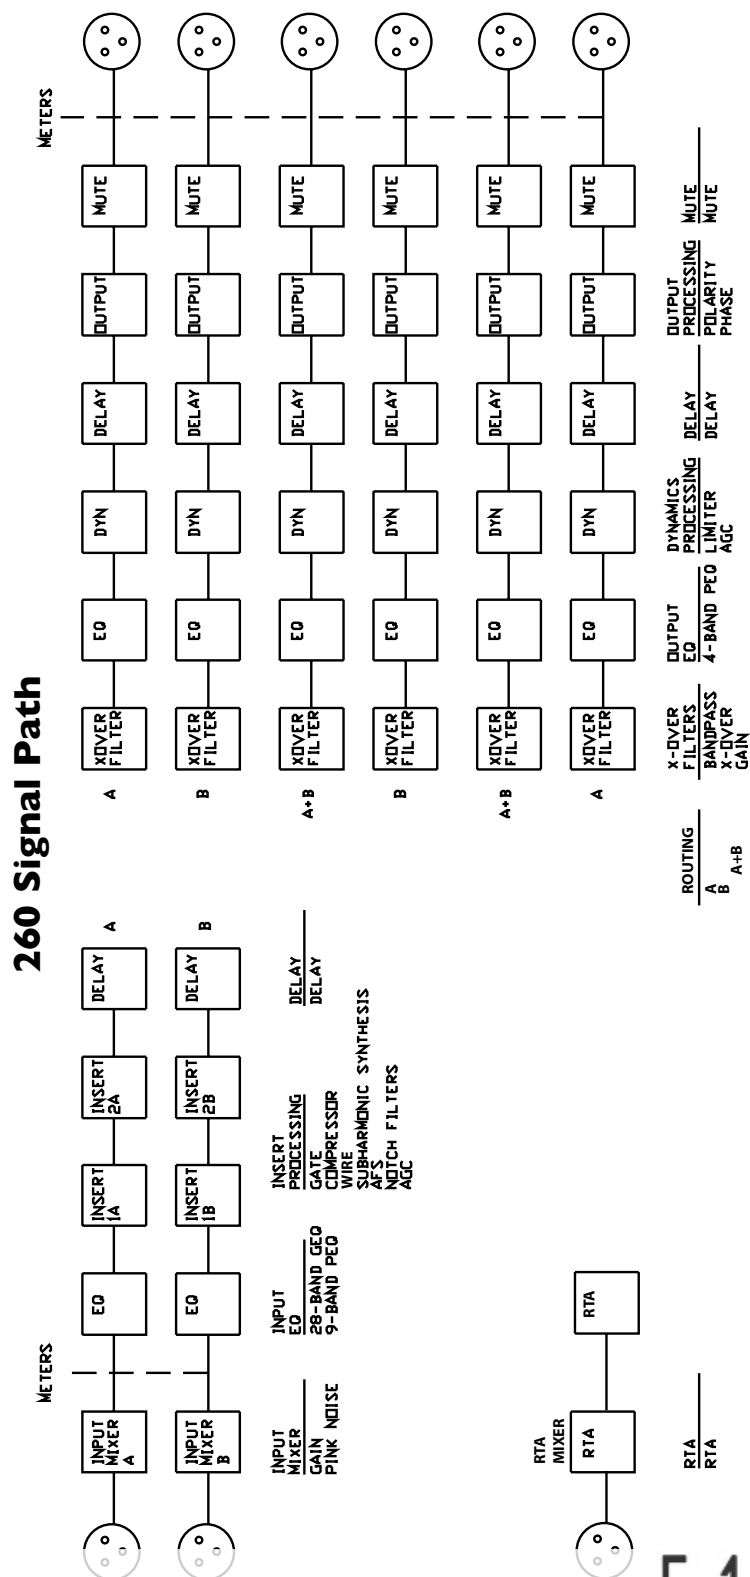 260 Signal Path
METERS
METERS
INPUT
MIXER
A
EQ
INSERT
1A
INSERT
2A
DELAY
A
A
XOVER
FILTER
EQ
DYN
DELAY
OUTPUT
MUTE
INPUT
MIXER
B
EQ
INSERT
1B
INSERT
2B
DELAY
B
B
XOVER
FILTER
EQ
DYN
DELAY
OUTPUT
MUTE
A+B
XOVER
FILTER
EQ
DYN
DELAY
OUTPUT
MUTE
B
XOVER
FILTER
EQ
DYN
DELAY
OUTPUT
MUTE
A+B
XOVER
FILTER
EQ
DYN
DELAY
OUTPUT
MUTE
A
XOVER
FILTER
EQ
DYN
DELAY
OUTPUT
MUTE
INPUT
MIXER
GAIN
PINK NOISE
INPUT
EQ
28-BAND GEQ
9-BAND PEQ
INSERT
PROCESSING
GATE
COMPRESSOR
WIRE
SUBHARMONIC SYNTHESIS
AFS
NOTCH FILTERS
AGC
DELAY
DELAY
RTA
MIXER
RTA
RTA
RTA
RTA
ROUTING
A
B
A+B
X-OVER
FILTERS
BANDPASS
X-OVER
GAIN
OUTPUT
EQ
4-BAND PEQ
DYNAMICS
PROCESSING
LIMITER
AGC
DELAY
DELAY
OUTPUT
PROCESSING
POLARITY
PHASE
MUTE
MUTE